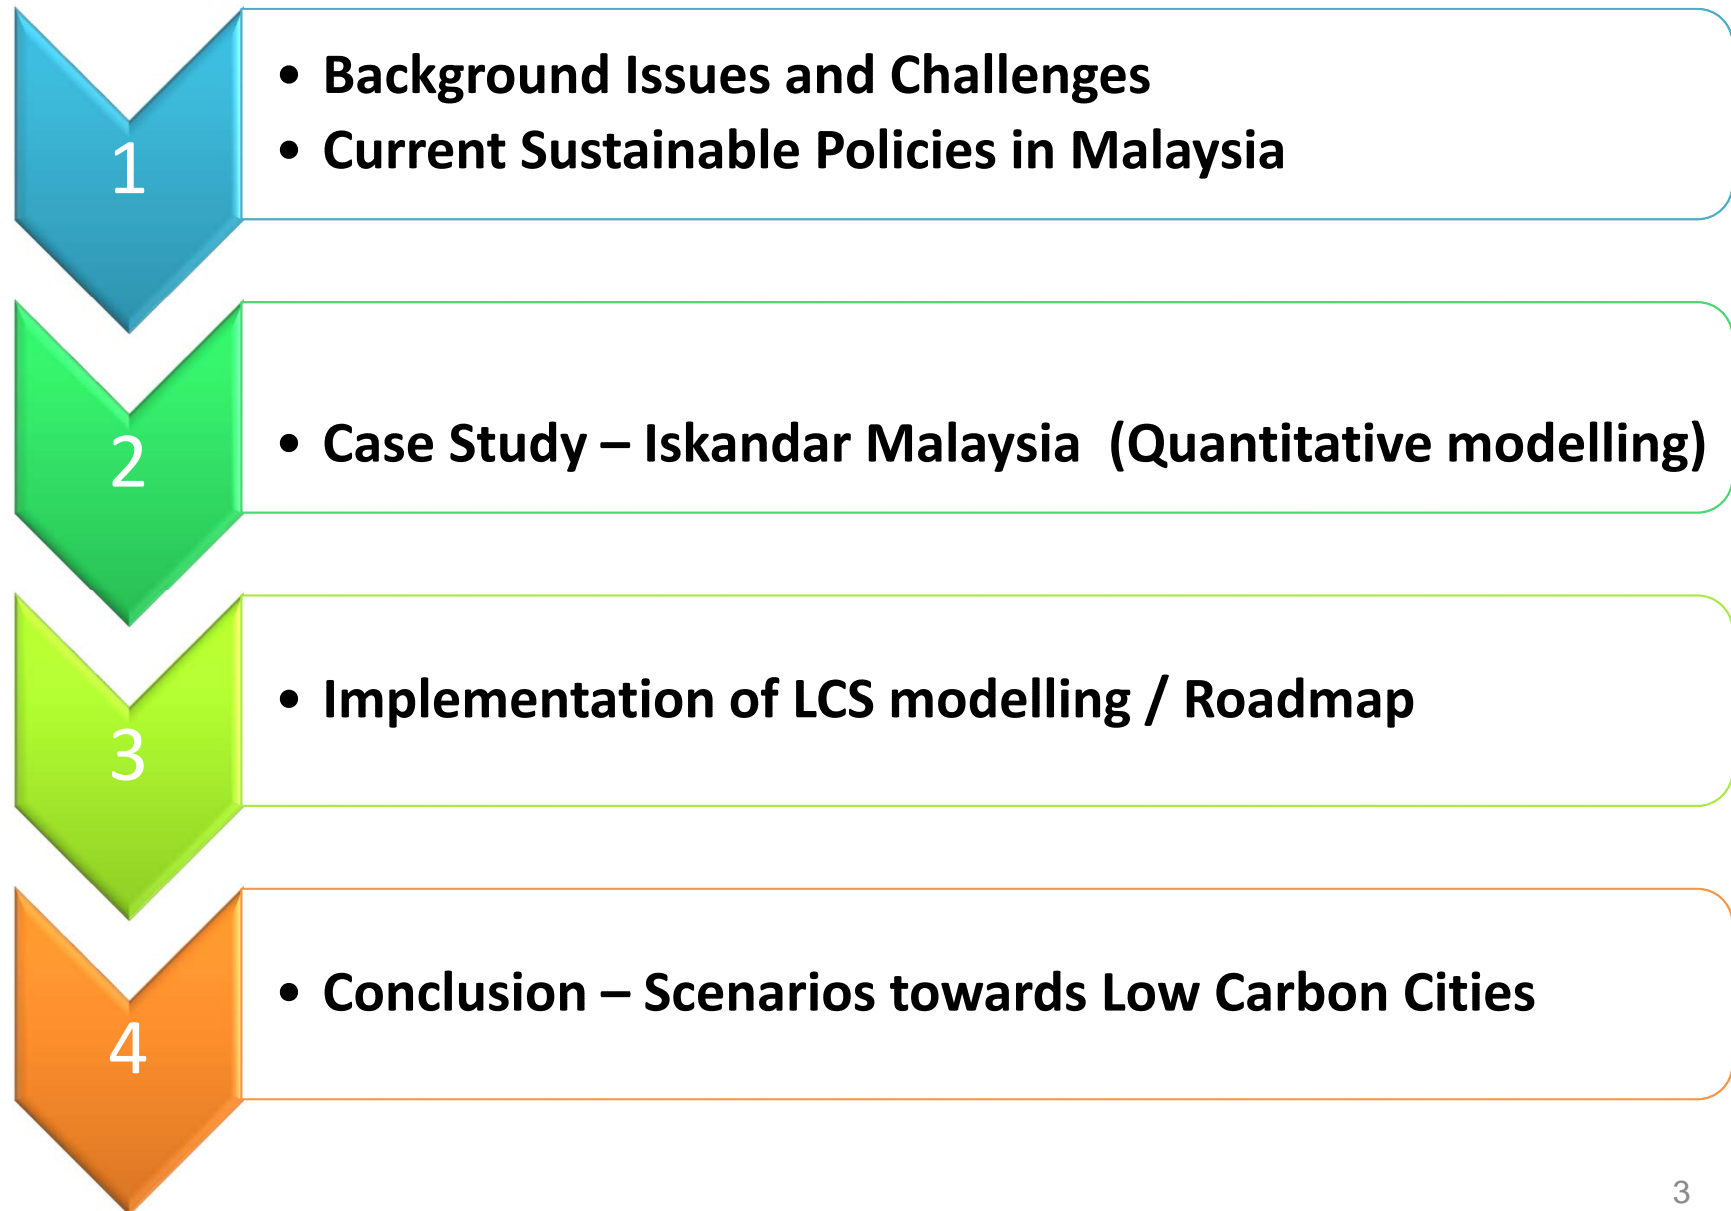 1
• Background Issues and Challenges
• Current Sustainable Policies in Malaysia
2
• Case Study – Iskandar Malaysia  (Quantitative modelling)
3
• Implementation of LCS modelling / Roadmap
4
• Conclusion – Scenarios towards Low Carbon Cities
3